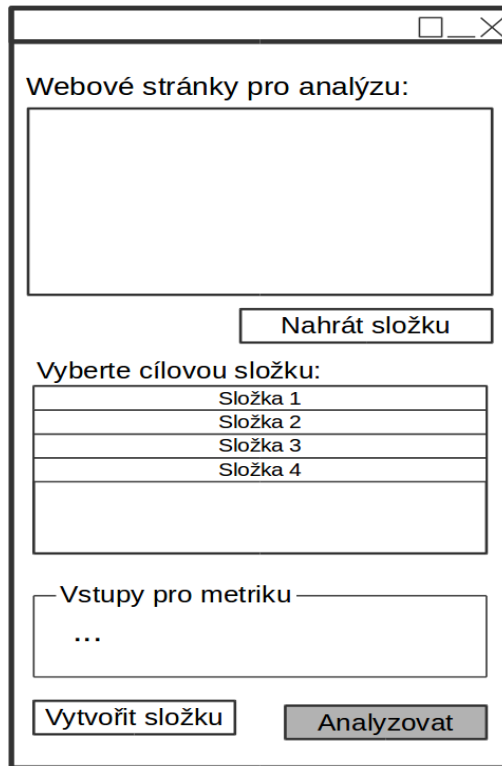 Webové stránky pro analýzu:
Nahrát složku
Vyberte cílovou složku:
Složka 1
Složka 2
Složka 3
Složka 4
Vstupy pro metriku
...
Vytvořit složku
Analyzovat